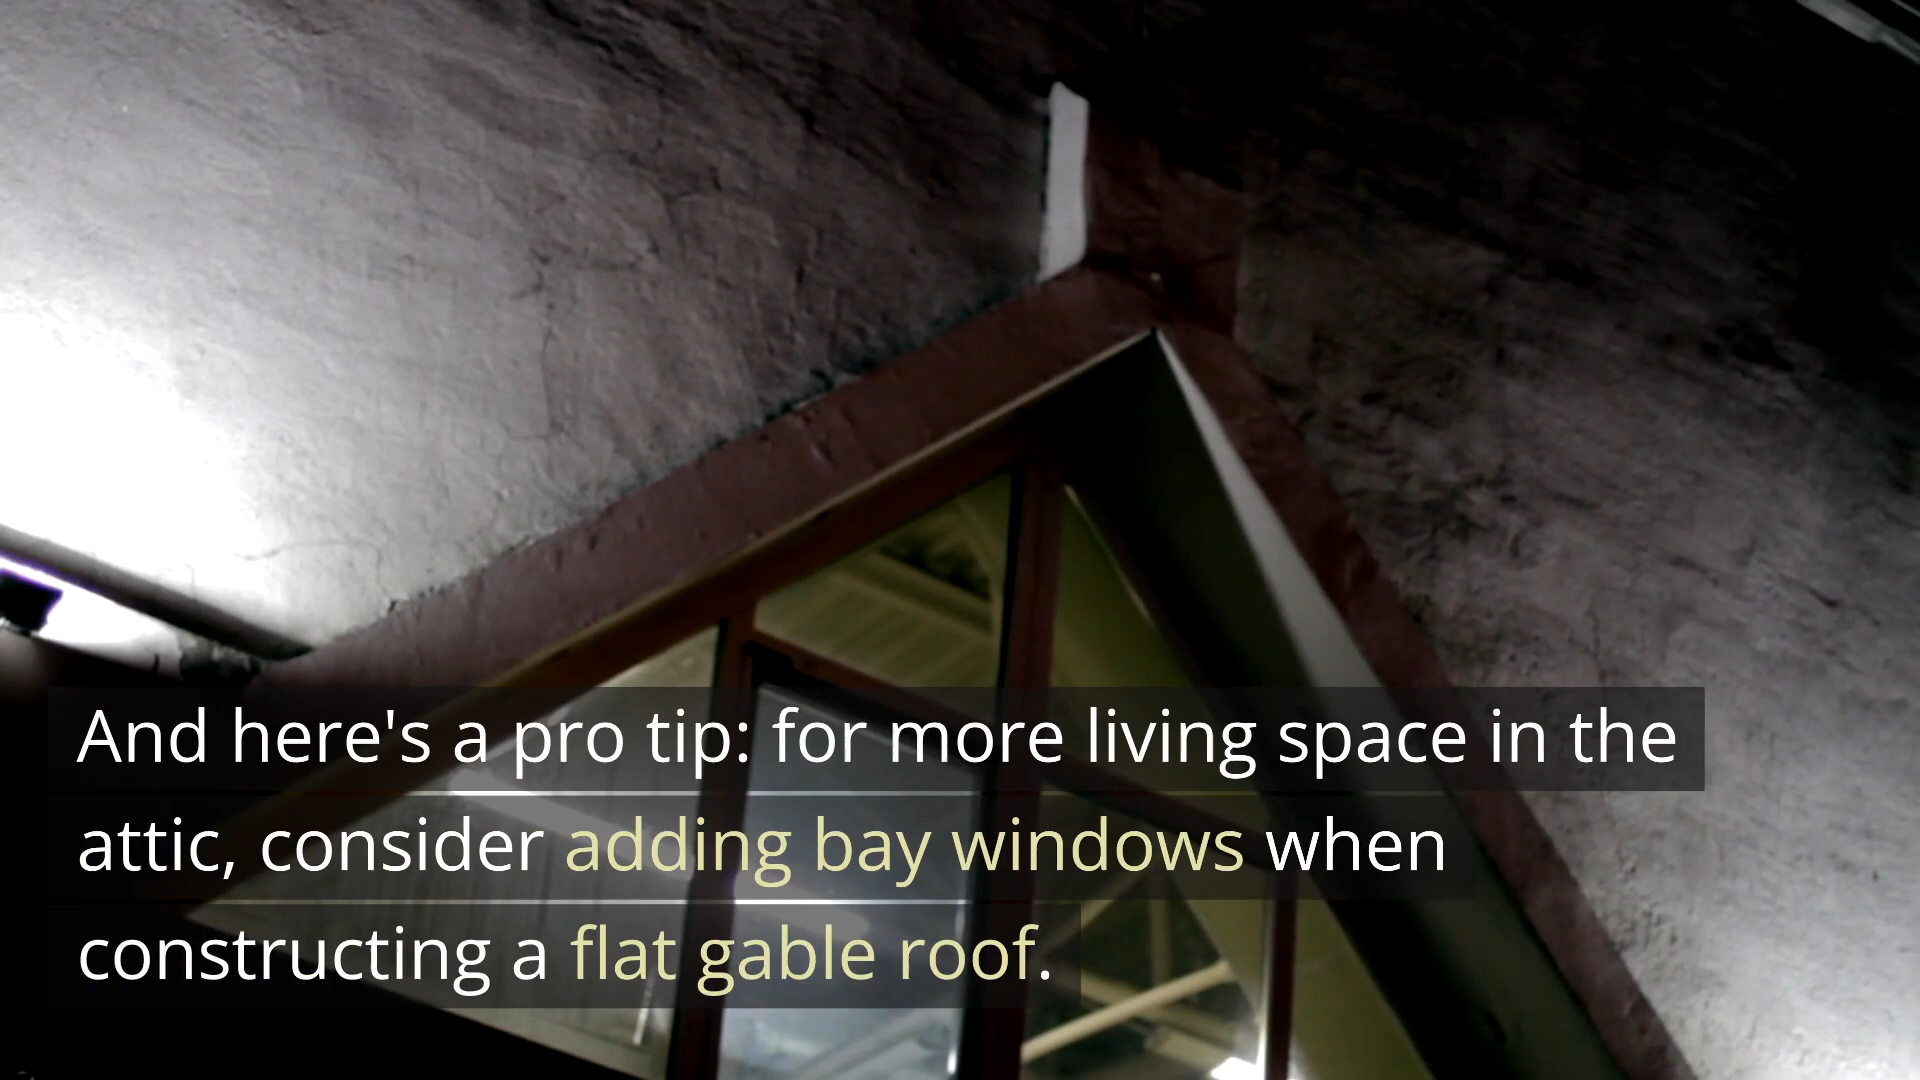 And here's a pro tip: for more living space in the
attic, consider adding bay windows when
constructing a flat gable roof.